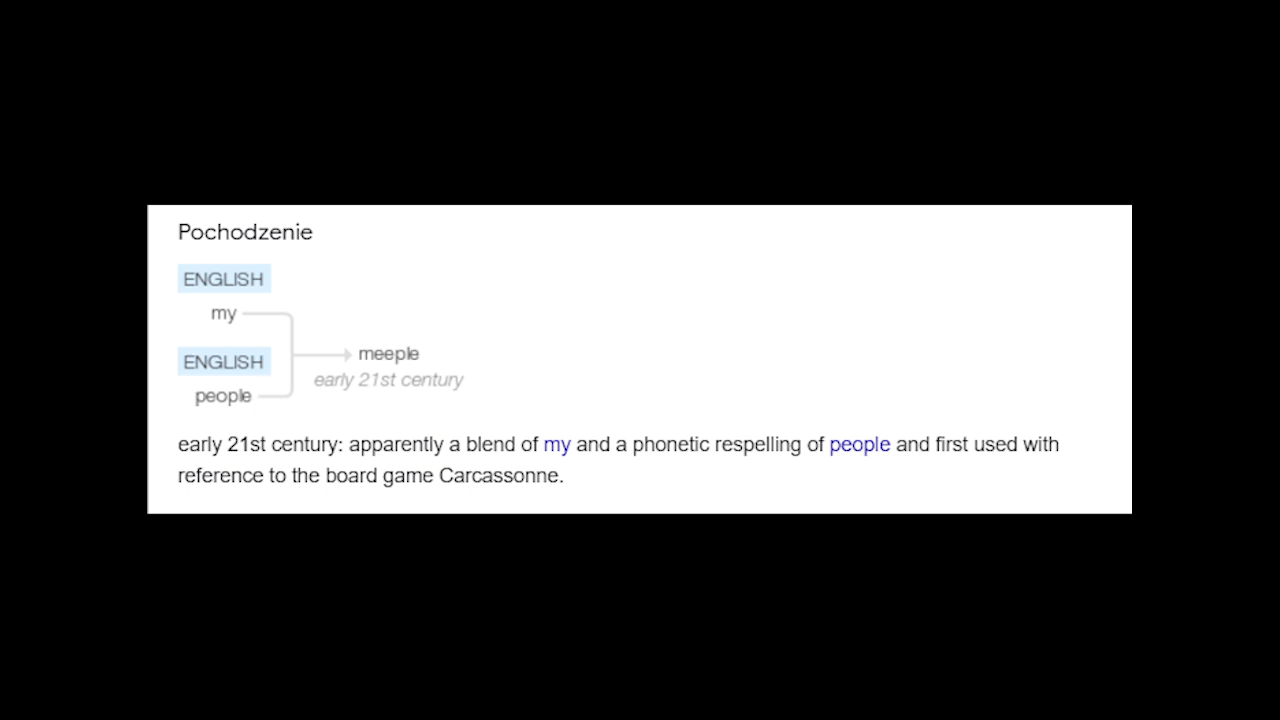 Pochodzenie
ENGLISH
my
ENGLISH
people
meeple
early 21st century
early 21st century: apparently a blend of my and a phonetic respelling of people and first used with
reference to the board game Carcassonne.